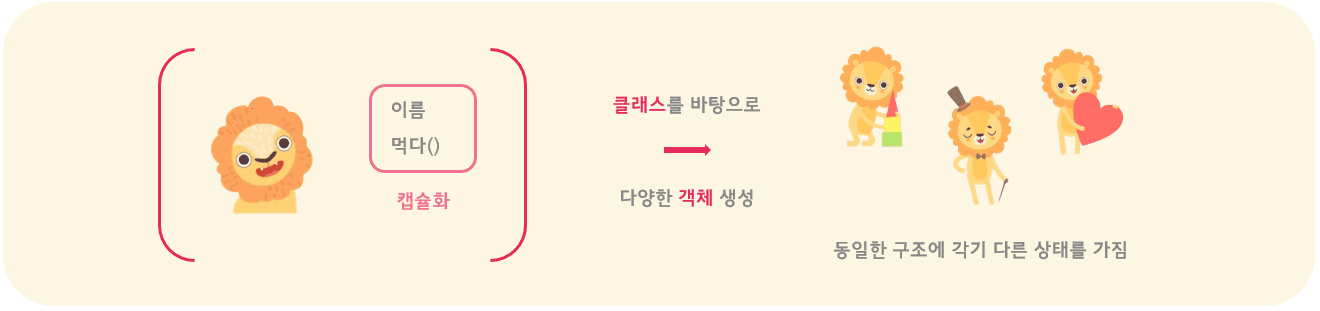 이름
먹다()
캡슐화
클래스를 바탕으로
다양한 객체 생성
동일한 구조에 각기 다른 상태를 가짐